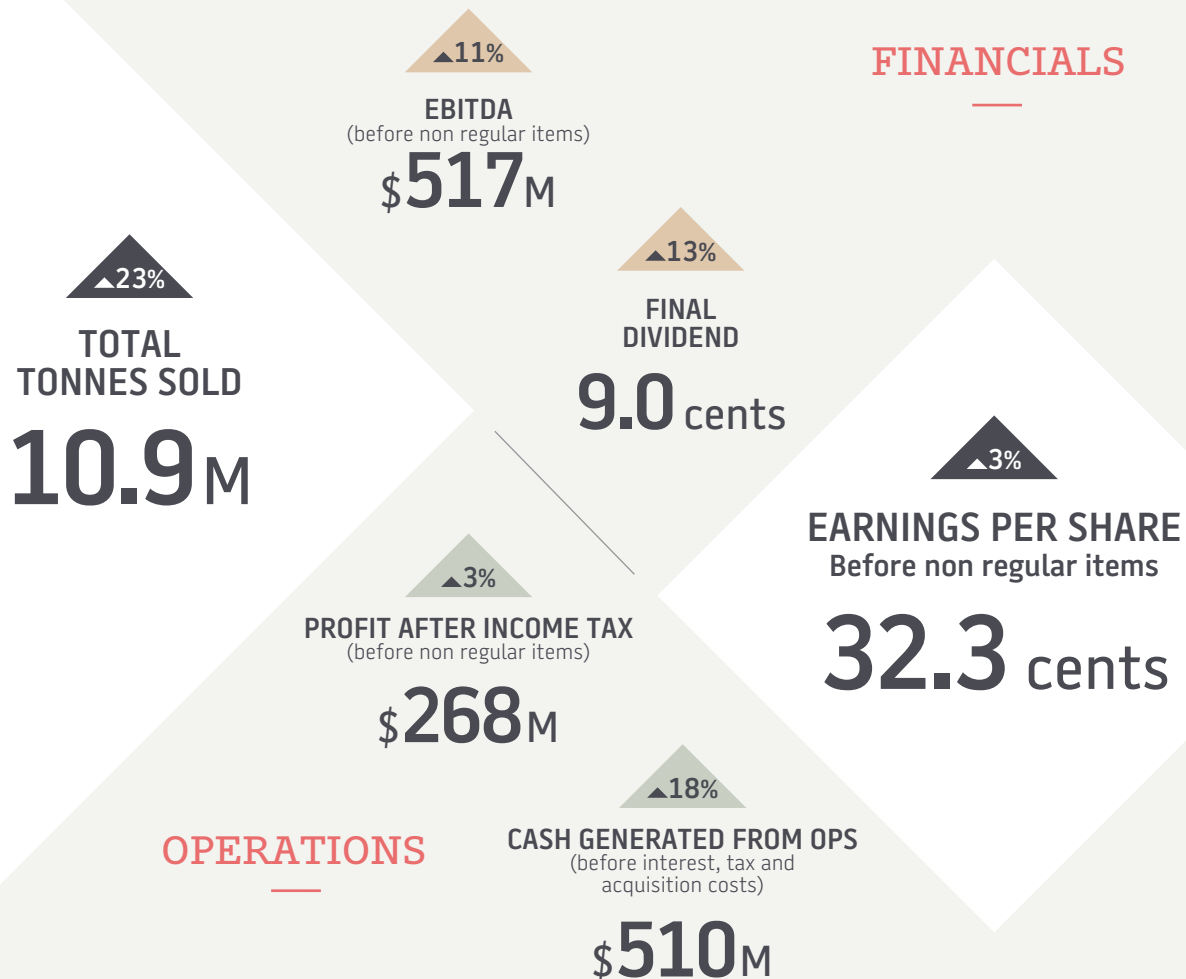 ▲11%
EBITDA
(before non regular items)
$517M
FINANCIALS
▲23%
TOTAL
TONNES SOLD
10.9M
▲13%
FINAL
DIVIDEND
9.0 cents
▲3%
EARNINGS PER SHARE
Before non regular items
32.3 cents
▲3%
PROFIT AFTER INCOME TAX
(before non regular items)
$268M
OPERATIONS
▲18%
CASH GENERATED FROM OPS
(before interest, tax and
acquisition costs)
$510M